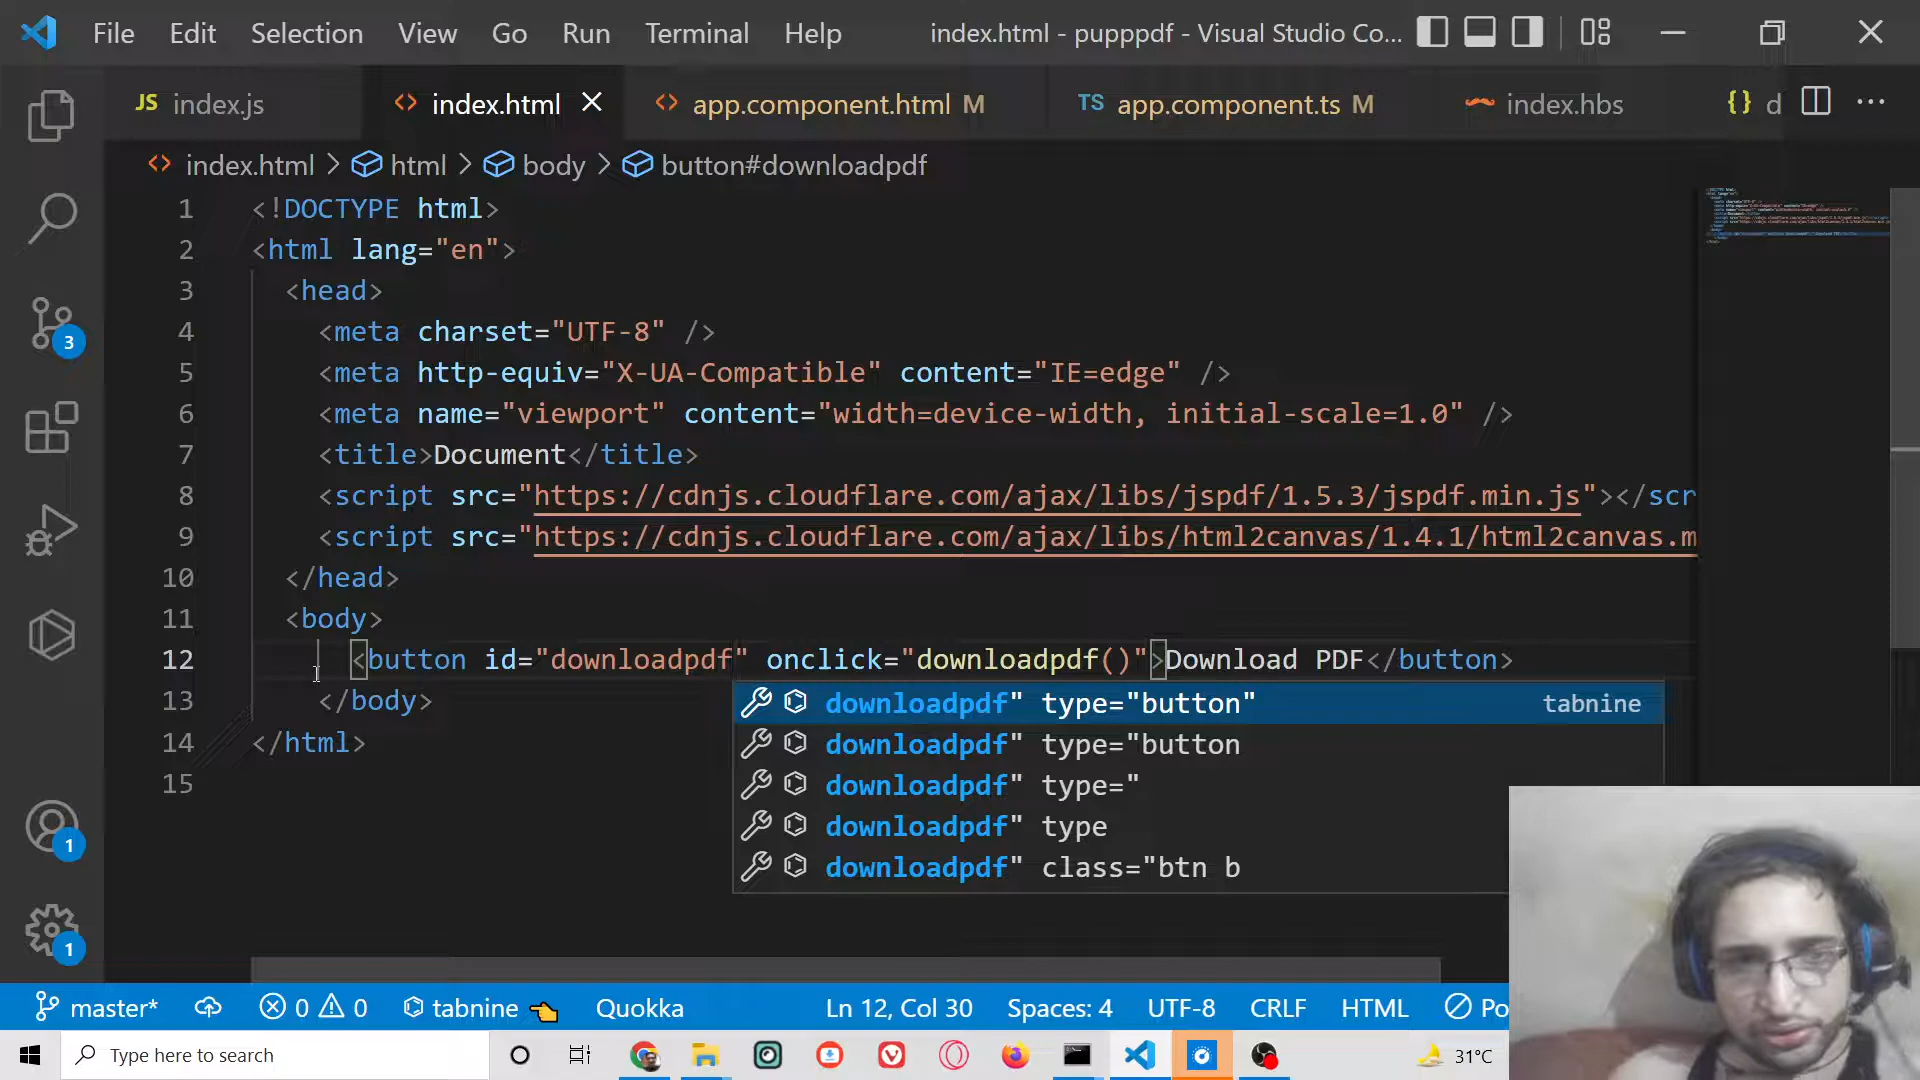 File Edit Selection View Go Run Terminal Help index.html - pupppdf - Visual Studio Co...
JS index.js <> index.html <> app.component.html M TS app.component.ts M index.hbs {} d ...
<> index.html > html > body > button#downloadpdf
1 <!DOCTYPE html>
2 <html lang="en">
3 <head>
4 <meta charset="UTF-8" />
5 <meta http-equiv="X-UA-Compatible" content="IE=edge" />
6 <meta name="viewport" content="width=device-width, initial-scale=1.0" />
7 <title>Document</title>
8 <script src="https://cdnjs.cloudflare.com/ajax/libs/jspdf/1.5.3/jspdf.min.js"></scr
9 <script src="https://cdnjs.cloudflare.com/ajax/libs/html2canvas/1.4.1/html2canvas.m
10 </head>
11 <body>
12 <button id="downloadpdf" onclick="downloadpdf()">Download PDF</button>
downloadpdf" type="button" tabnine
13 </body>
downloadpdf" type="button
14 </html>
downloadpdf" type="
15
downloadpdf" type
downloadpdf" class="btn b
3
1
1
master* 0 0 tabnine Quokka Ln 12, Col 30 Spaces: 4 UTF-8 CRLF HTML Po
Type here to search 31°C